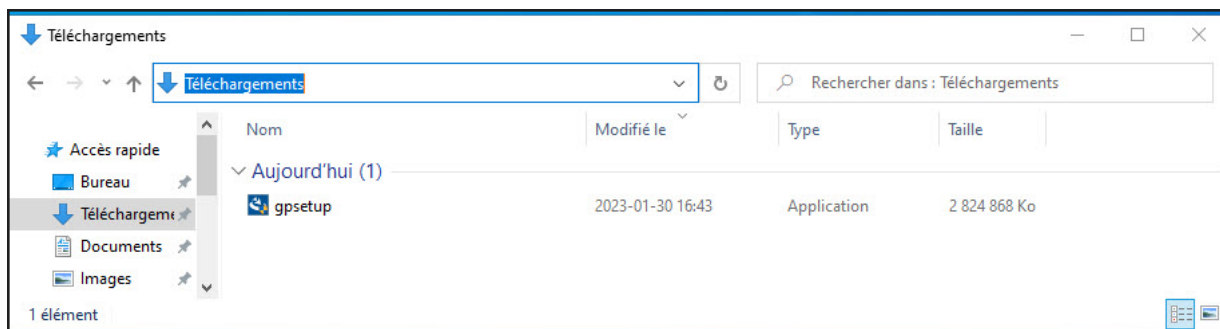 Téléchargements
Téléchargements
Rechercher dans : Téléchargements
Nom Modifié le Type Taille
Accès rapide
Aujourd'hui (1)
Bureau
Téléchargeme
gpsetup 2023-01-30 16:43 Application 2 824 868 Ko
Documents
Images
1 élément